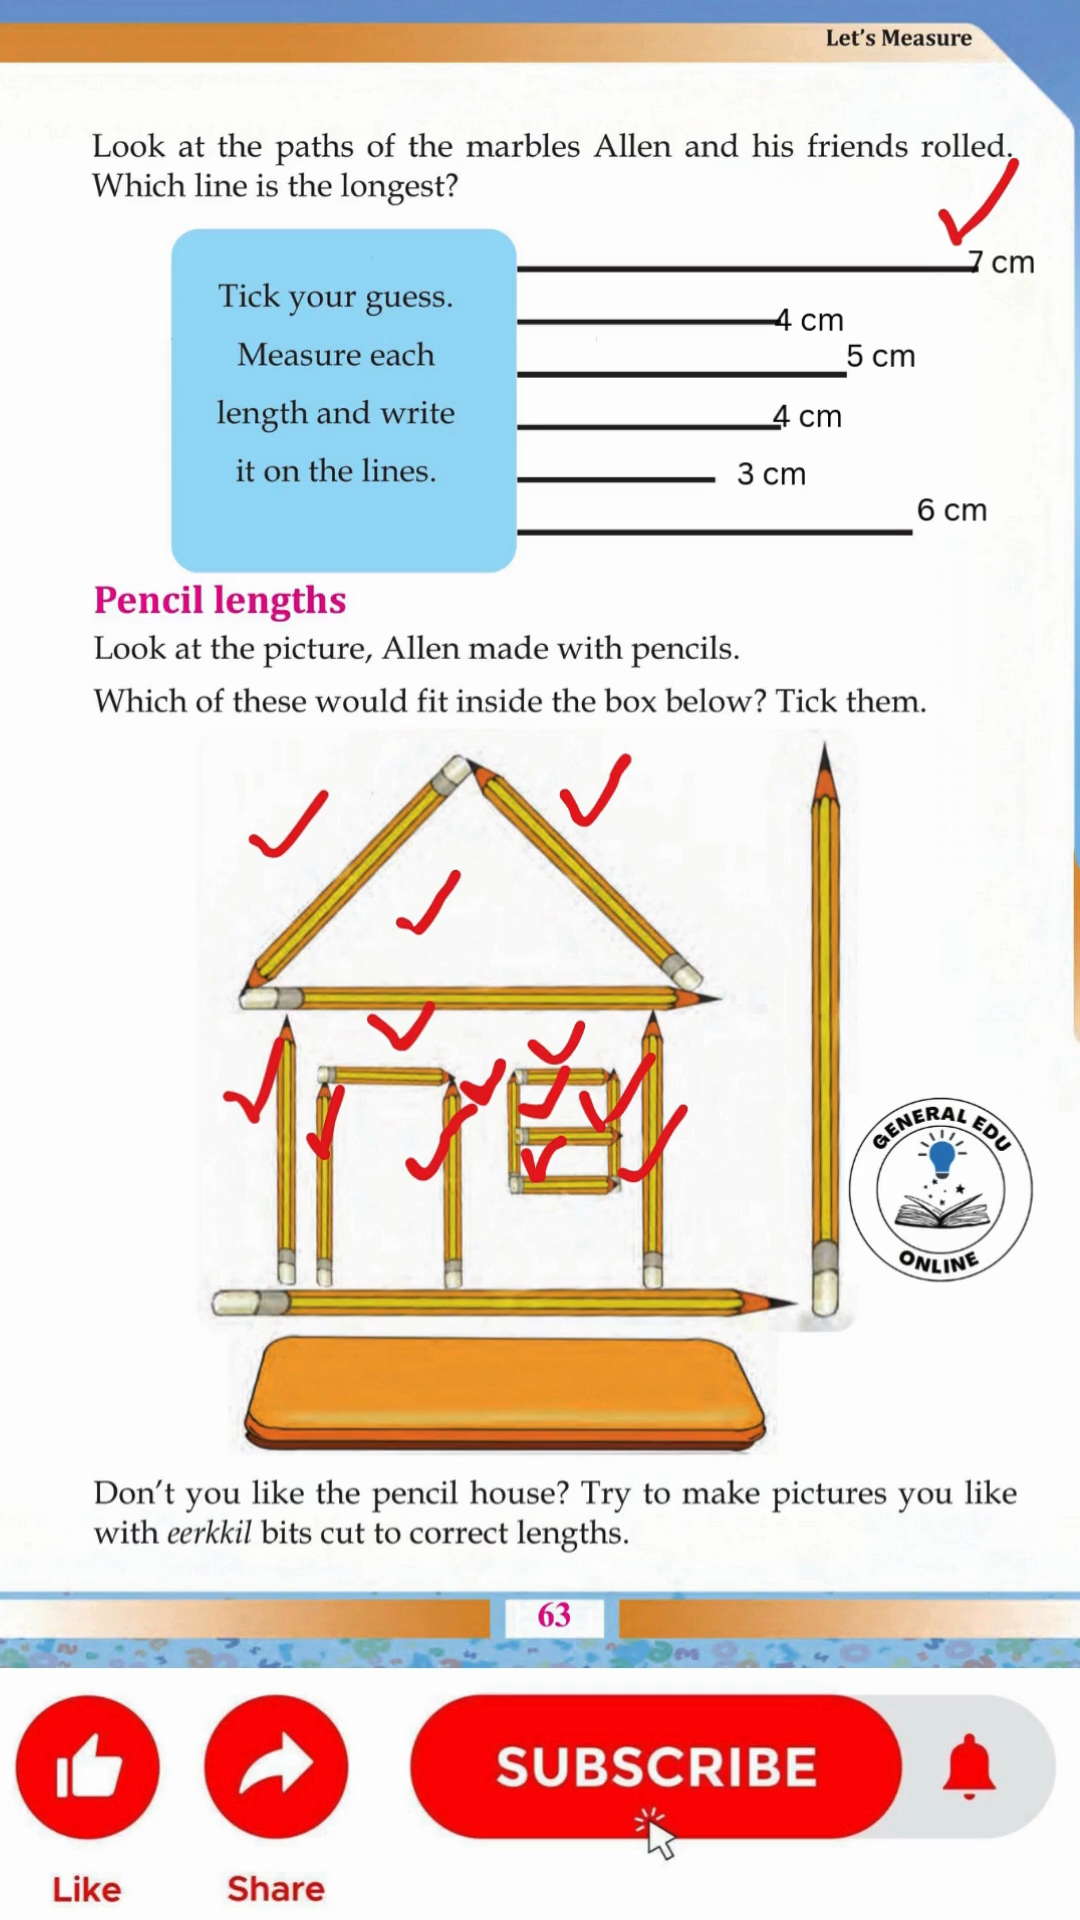 Let's Measure
Look at the paths of the marbles Allen and his friends rolled.
Which line is the longest?
Tick your guess.
Measure each
length and write
it on the lines.
7 cm
4 cm
5 cm
4 cm
3 cm
6 cm
Pencil lengths
Look at the picture, Allen made with pencils.
Which of these would fit inside the box below? Tick them.
GENERAL EDU
ONLINE
Don't you like the pencil house? Try to make pictures you like
with eerkkil bits cut to correct lengths.
63
SUBSCRIBE
Like
Share